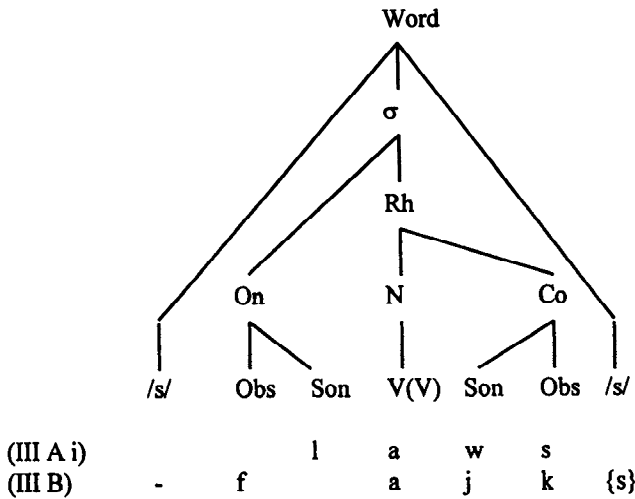 Word
σ
Rh
On N Co
/s/ Obs Son V(V) Son Obs /s/
(III A i) l a w s
(III B) - f a j k {s}